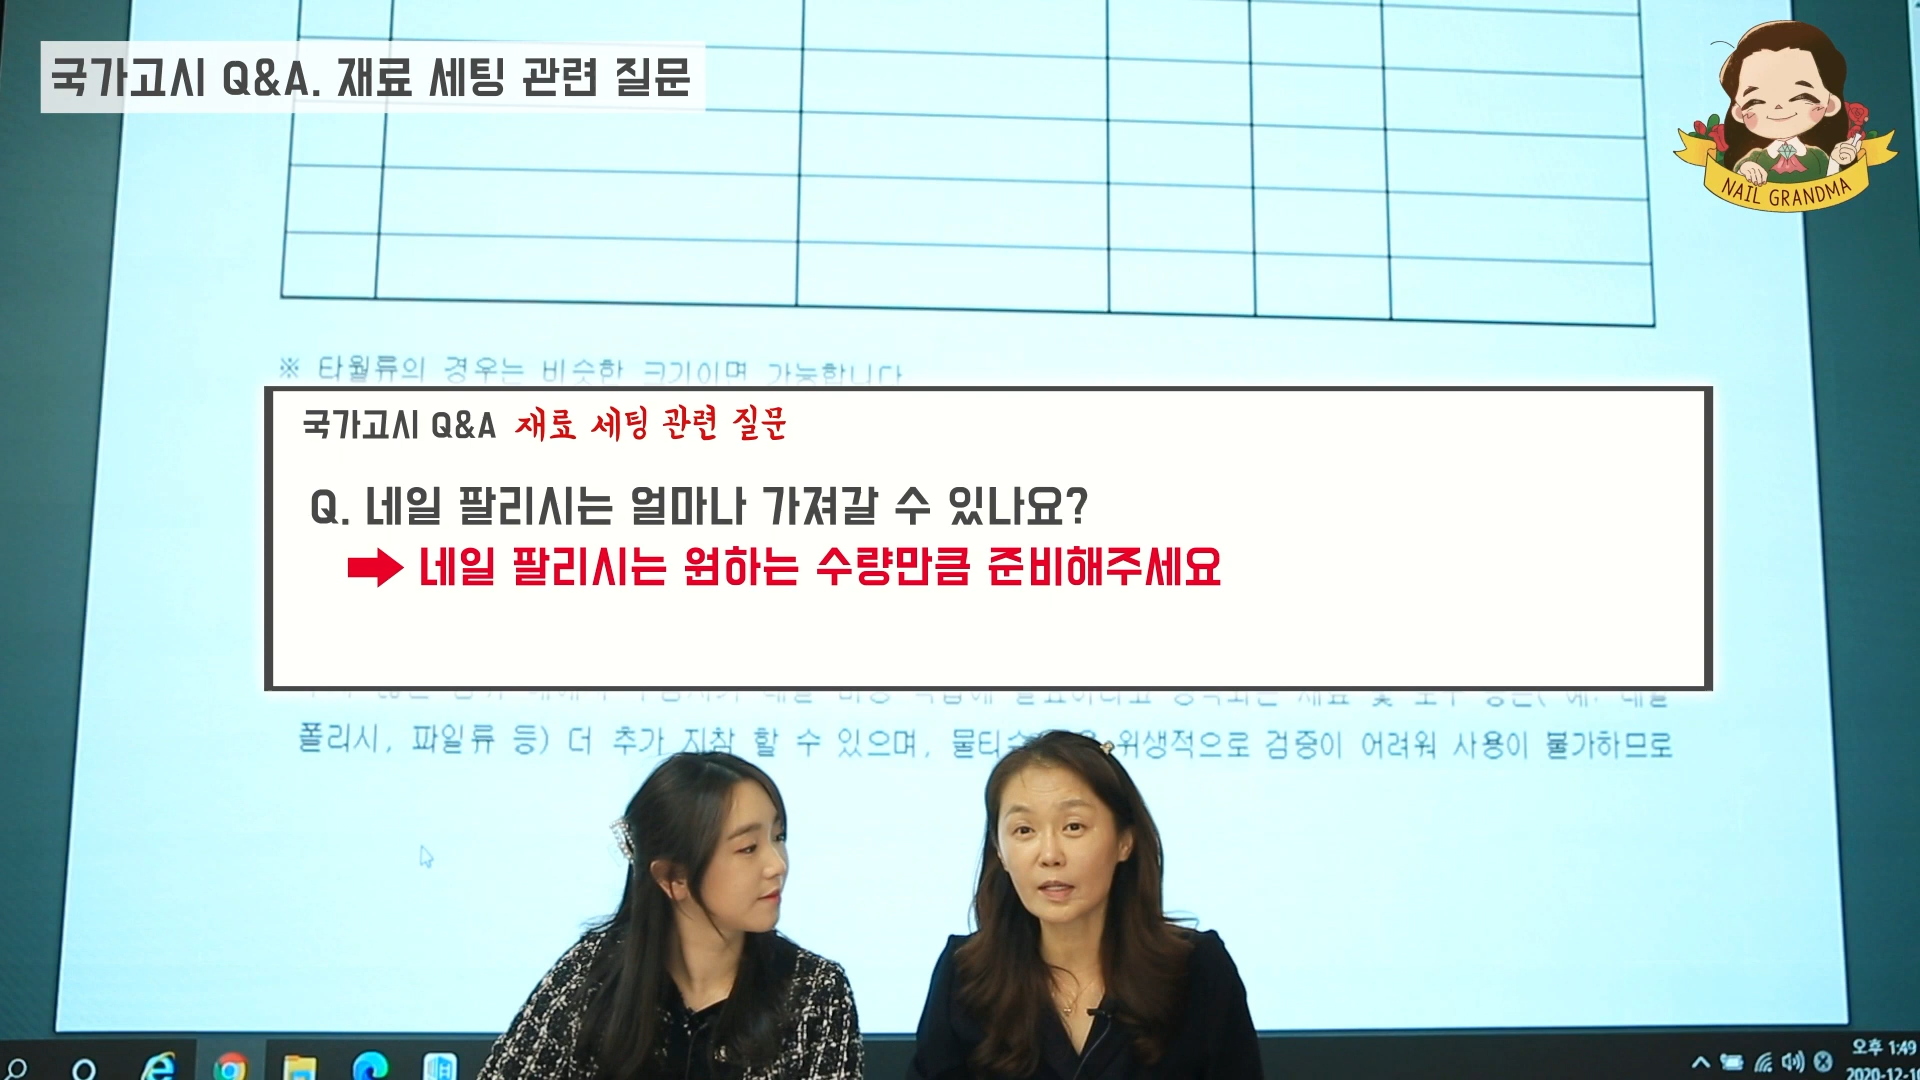 국가고시 Q&A. 재료 세팅 관련 질문
NAIL GRANDMA
※ 타월류의 경우는 비슷한 크기이면 가능합니다
국가고시 Q&A 재료 세팅 관련 질문
Q. 네일 팔리시는 얼마나 가져갈 수 있나요?
➡ 네일 팔리시는 원하는 수량만큼 준비해주세요
폴리시, 파일류 등) 더 추가 지참 할 수 있으며, 위생적으로 검증이 어려워 사용이 불가하므로
오후 1:49